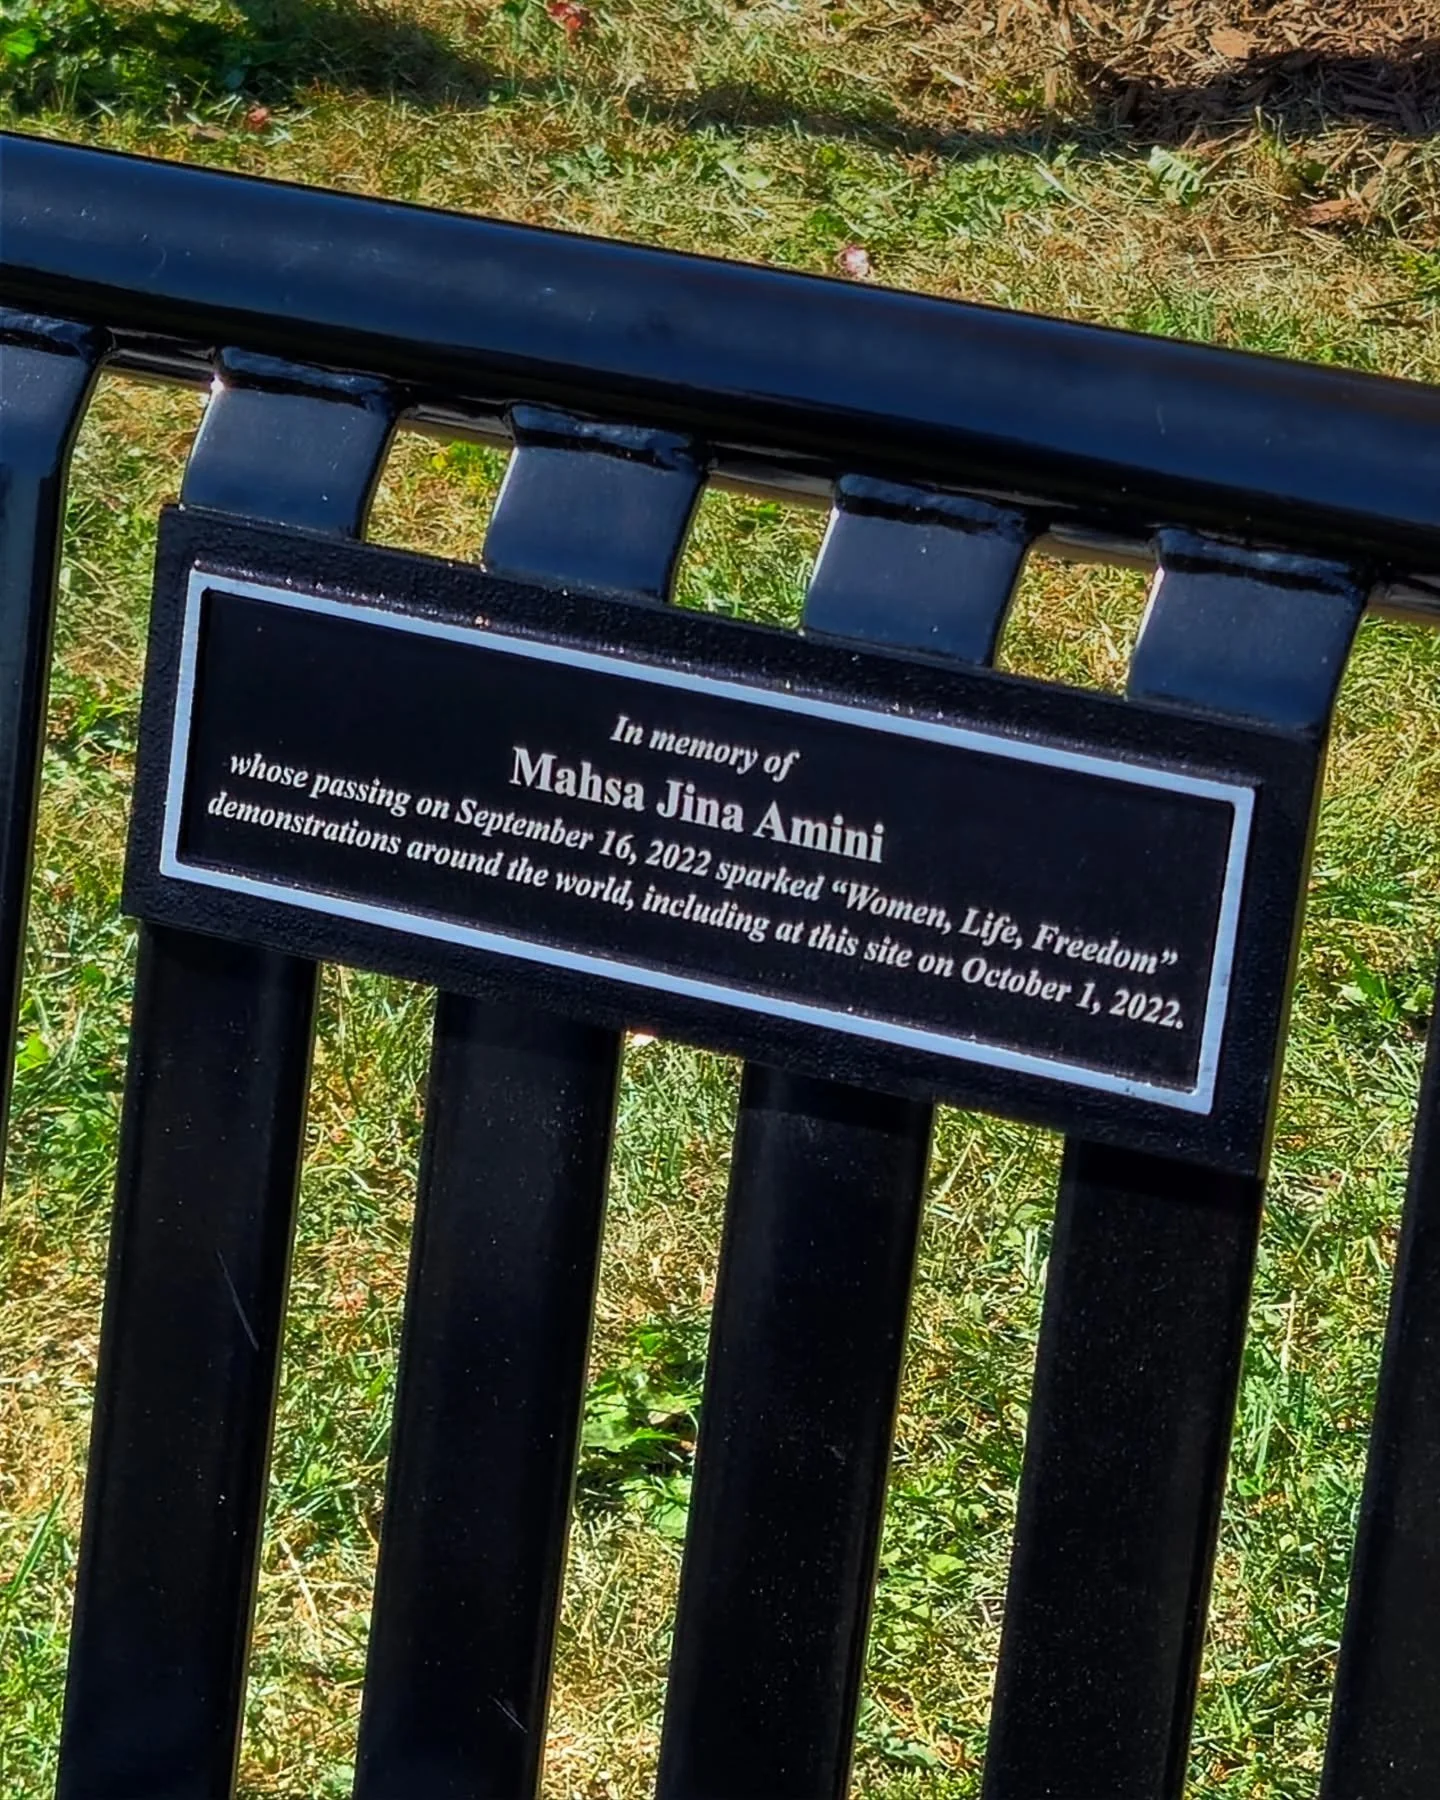 In memory of
Mahsa Jina Amini
whose passing on September 16, 2022 sparked “Women, Life, Freedom”
demonstrations around the world, including at this site on October 1, 2022.